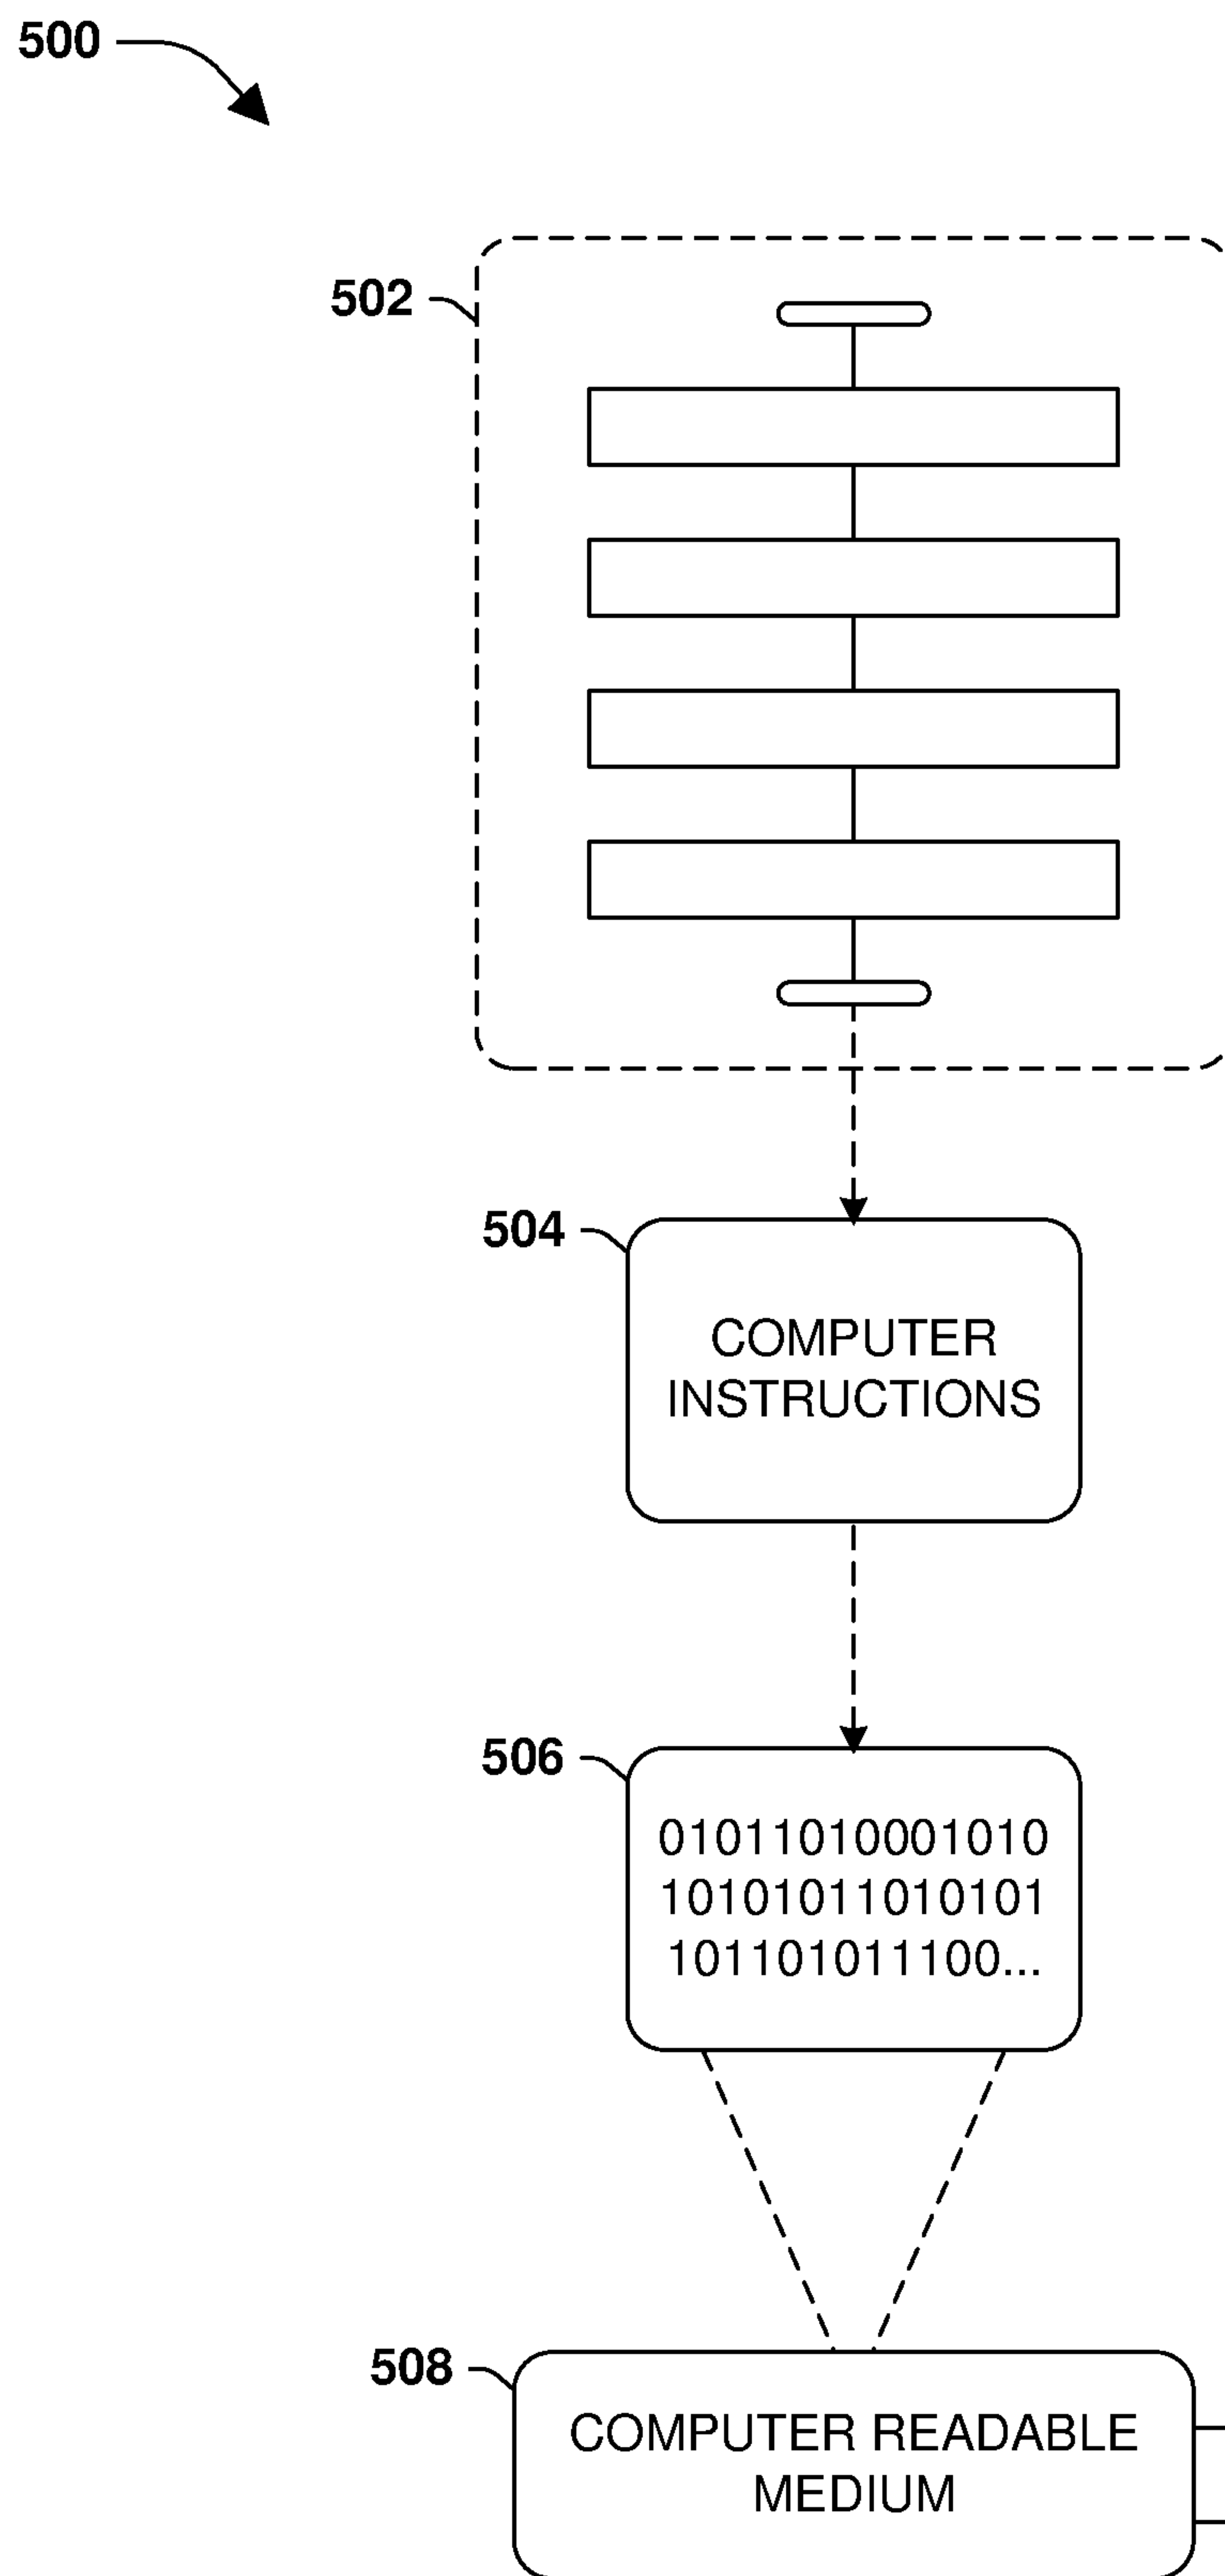 500
502
504
COMPUTER
INSTRUCTIONS
506
01011010001010
10101011010101
101101011100...
508
COMPUTER READABLE
MEDIUM